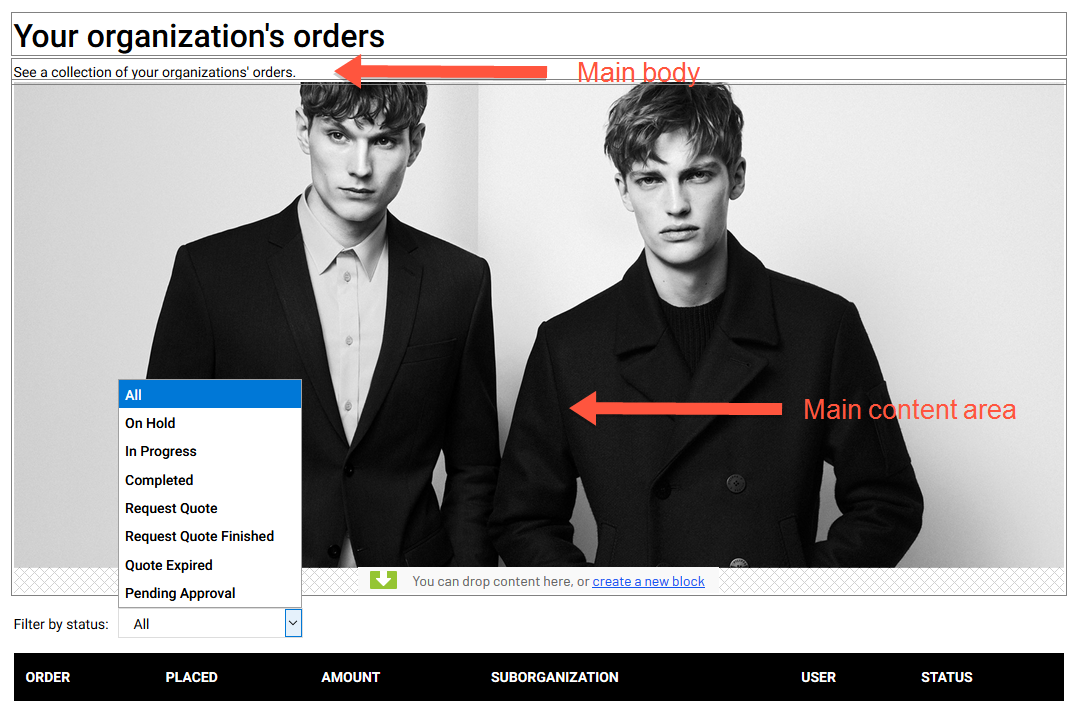 Your organization's orders
See a collection of your organizations' orders.
Main body
Main content area
All
On Hold
In Progress
Completed
Request Quote
Request Quote Finished
Quote Expired
Pending Approval
You can drop content here, or create a new block
Filter by status: All
ORDER PLACED AMOUNT SUBORGANIZATION USER STATUS